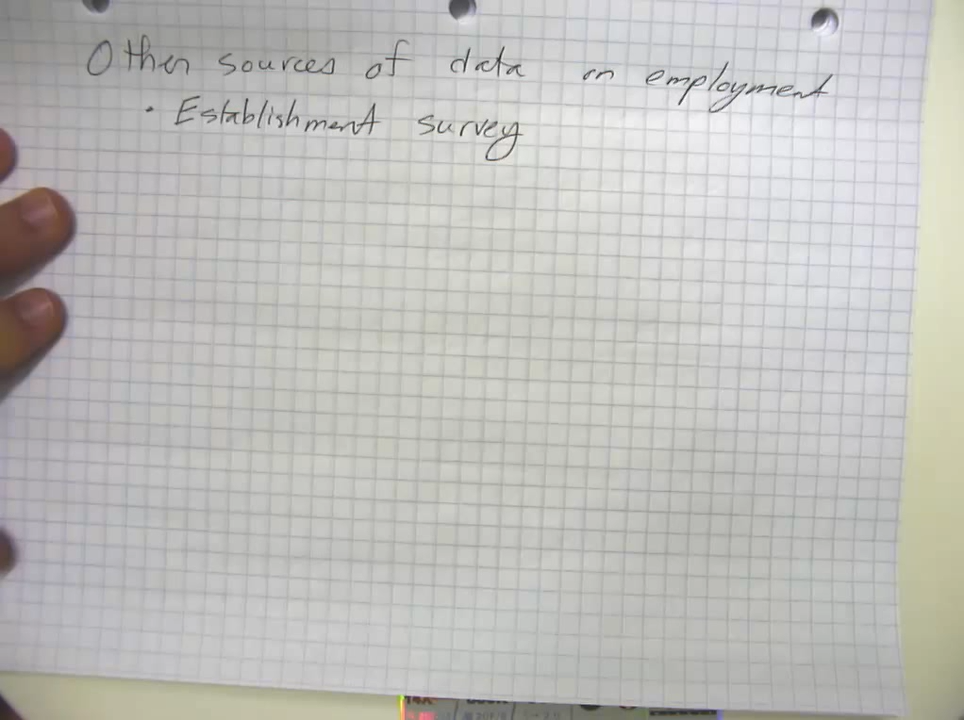 Other sources of data on employment
• Establishment survey